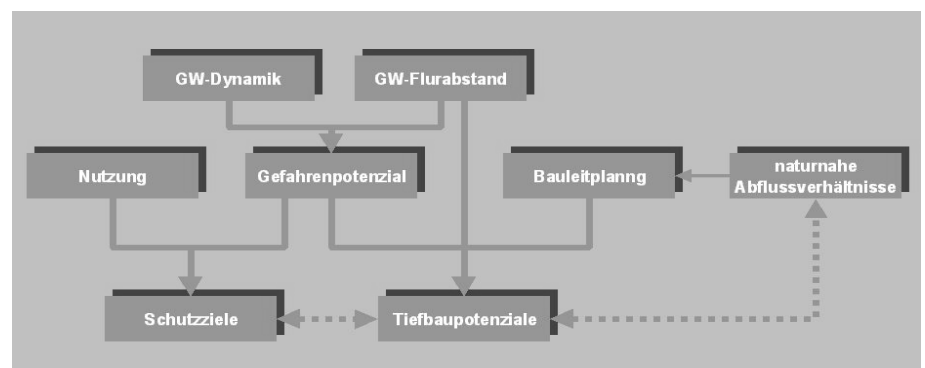 GW-Dynamik
GW-Flurabstand
Nutzung
Gefahrenpotenzial
Bauleitplanng
naturnahe
Abflussverhältnisse
Schutzziele
Tiefbaupotenziale